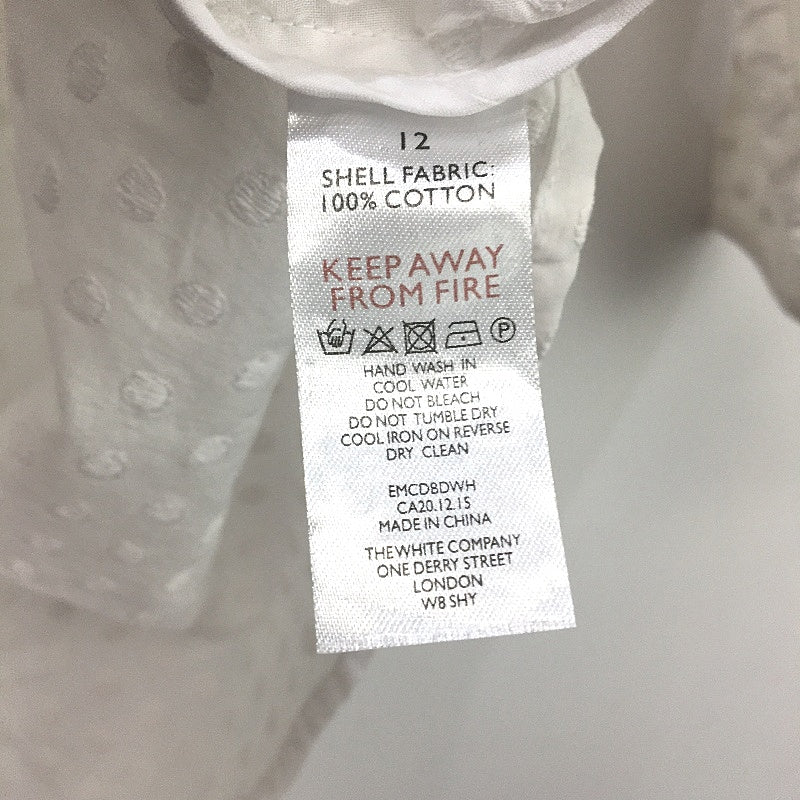 12
SHELL FABRIC:
100% COTTON
KEEP AWAY
FROM FIRE
P
HAND WASH IN
COOL WATER
DO NOT BLEACH
DO NOT TUMBLE DRY
COOL IRON ON REVERSE
DRY CLEAN
EMCDBDWH
CA20.12.15
MADE IN CHINA
THE WHITE COMPANY
ONE DERRY STREET
LONDON
W8 5HY